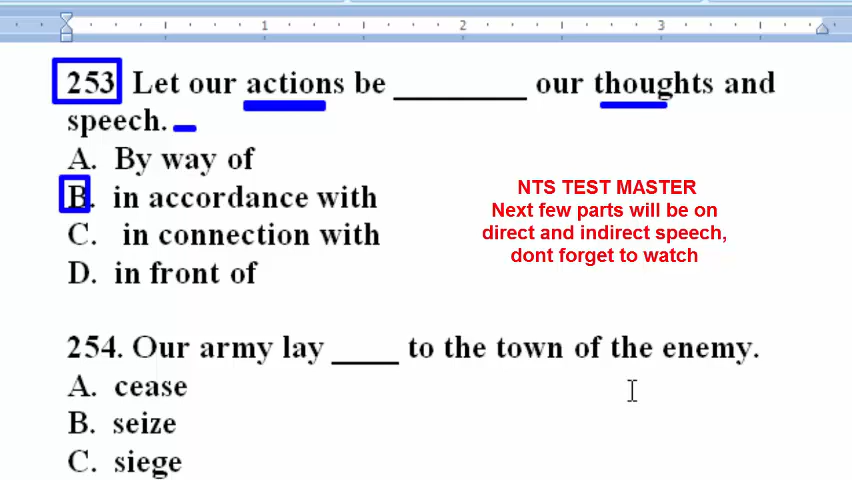 1 2 3
253. Let our actions be _________ our thoughts and
speech.
A. By way of
B. in accordance with
C. in connection with
D. in front of
NTS TEST MASTER
Next few parts will be on
direct and indirect speech,
dont forget to watch
254. Our army lay ____ to the town of the enemy.
A. cease
B. seize
C. siege